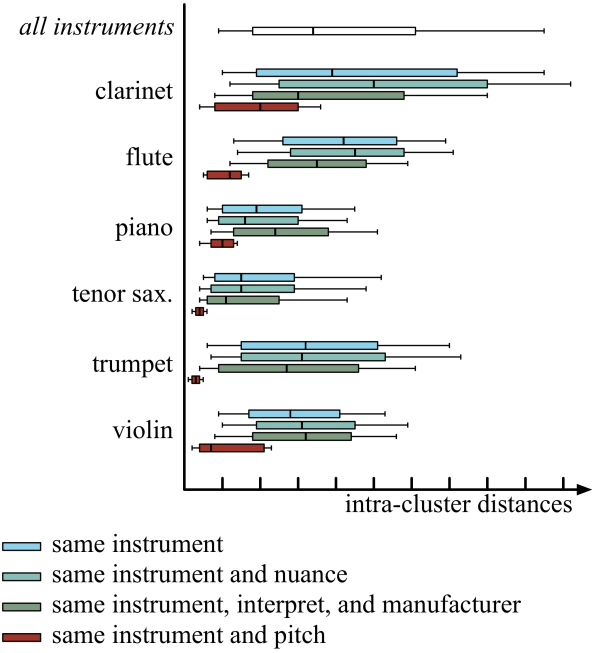 all instruments
clarinet
flute
piano
tenor sax.
trumpet
violin
intra-cluster distances
same instrument
same instrument and nuance
same instrument, interpret, and manufacturer
same instrument and pitch